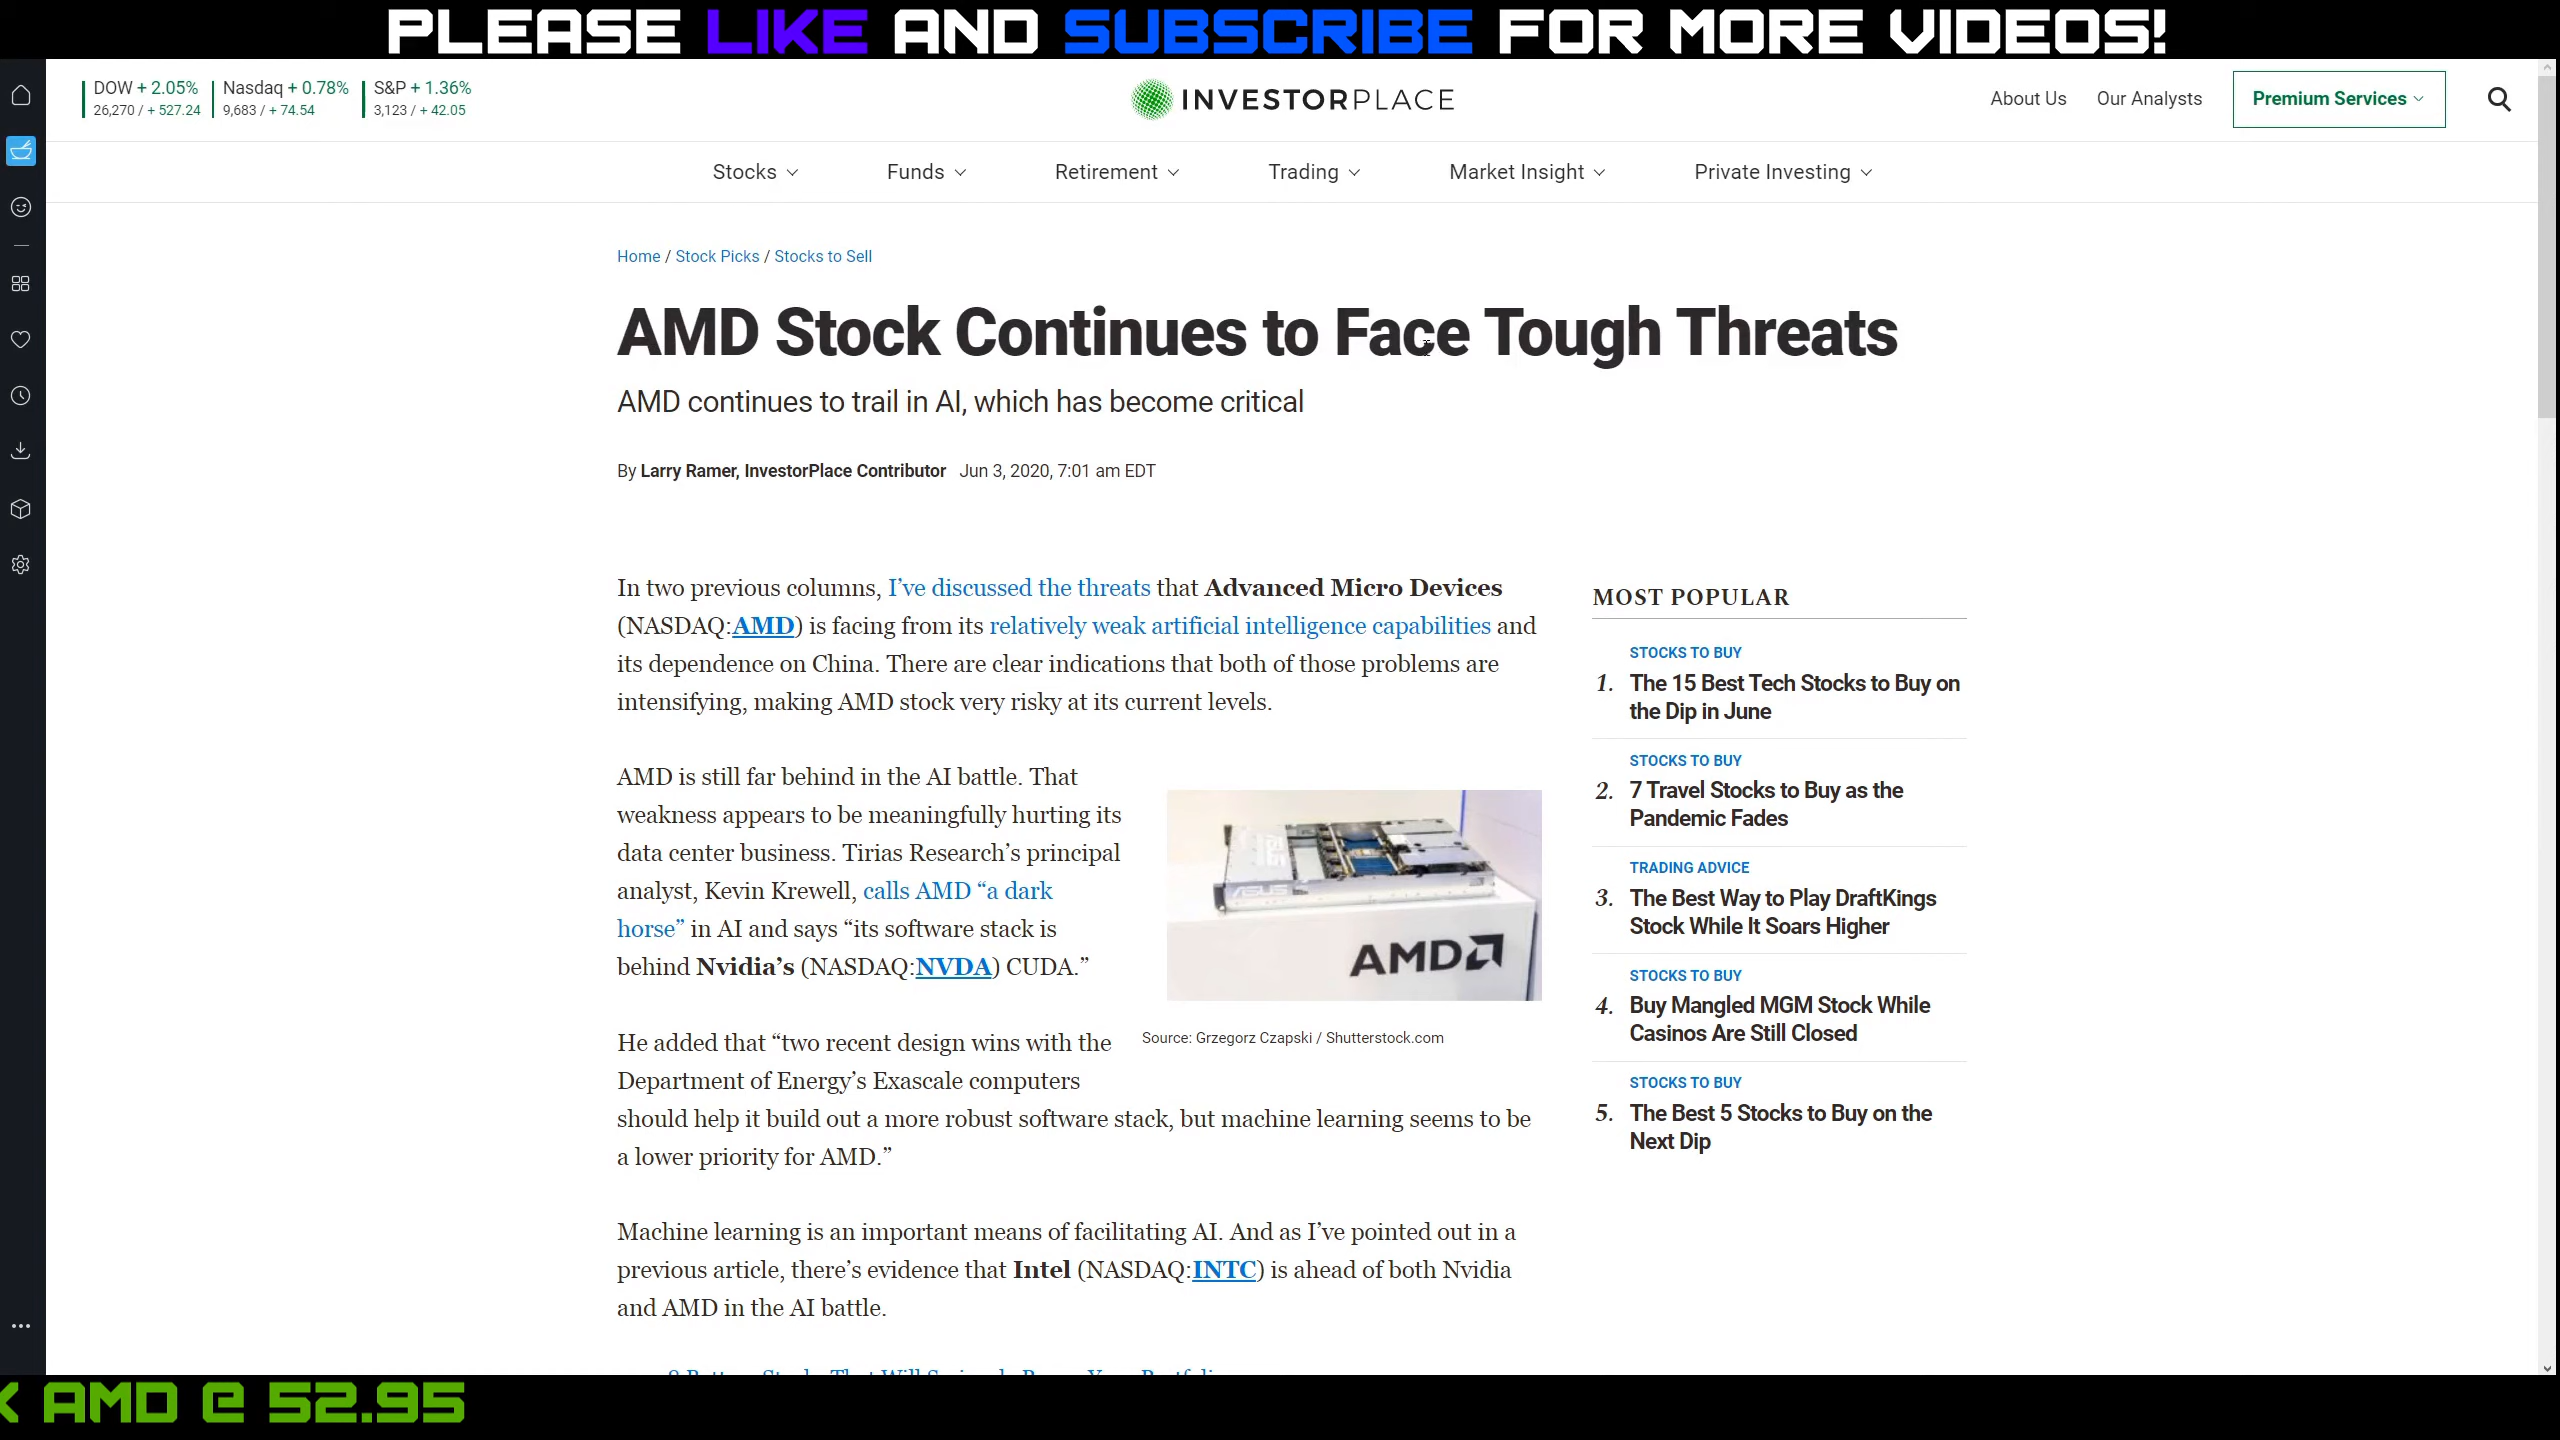 PLEASE LIKE AND SUBSCRIBE FOR MORE VIDEOS!
DOW + 2.05% Nasdaq + 0.78% S&P + 1.36%
26,270 / + 527.24 9,683 / + 74.54 3,123 / + 42.05
INVESTORPLACE
About Us Our Analysts Premium Services
Stocks Funds Retirement Trading Market Insight Private Investing
Home / Stock Picks / Stocks to Sell
AMD Stock Continues to Face Tough Threats
AMD continues to trail in AI, which has become critical
By Larry Ramer, InvestorPlace Contributor Jun 3, 2020, 7:01 am EDT
In two previous columns, I’ve discussed the threats that Advanced Micro Devices
(NASDAQ:AMD) is facing from its relatively weak artificial intelligence capabilities and
its dependence on China. There are clear indications that both of those problems are
intensifying, making AMD stock very risky at its current levels.
AMD is still far behind in the AI battle. That
weakness appears to be meaningfully hurting its
data center business. Tirias Research’s principal
analyst, Kevin Krewell, calls AMD “a dark
horse” in AI and says “its software stack is
behind Nvidia’s (NASDAQ:NVDA) CUDA.”
ASUS
AMD
Source: Grzegorz Czapski / Shutterstock.com
He added that “two recent design wins with the
Department of Energy’s Exascale computers
should help it build out a more robust software stack, but machine learning seems to be
a lower priority for AMD.”
Machine learning is an important means of facilitating AI. And as I’ve pointed out in a
previous article, there’s evidence that Intel (NASDAQ:INTC) is ahead of both Nvidia
and AMD in the AI battle.
MOST POPULAR
STOCKS TO BUY
1. The 15 Best Tech Stocks to Buy on
the Dip in June
STOCKS TO BUY
2. 7 Travel Stocks to Buy as the
Pandemic Fades
TRADING ADVICE
3. The Best Way to Play DraftKings
Stock While It Soars Higher
STOCKS TO BUY
4. Buy Mangled MGM Stock While
Casinos Are Still Closed
STOCKS TO BUY
5. The Best 5 Stocks to Buy on the
Next Dip
AMD @ 52.95